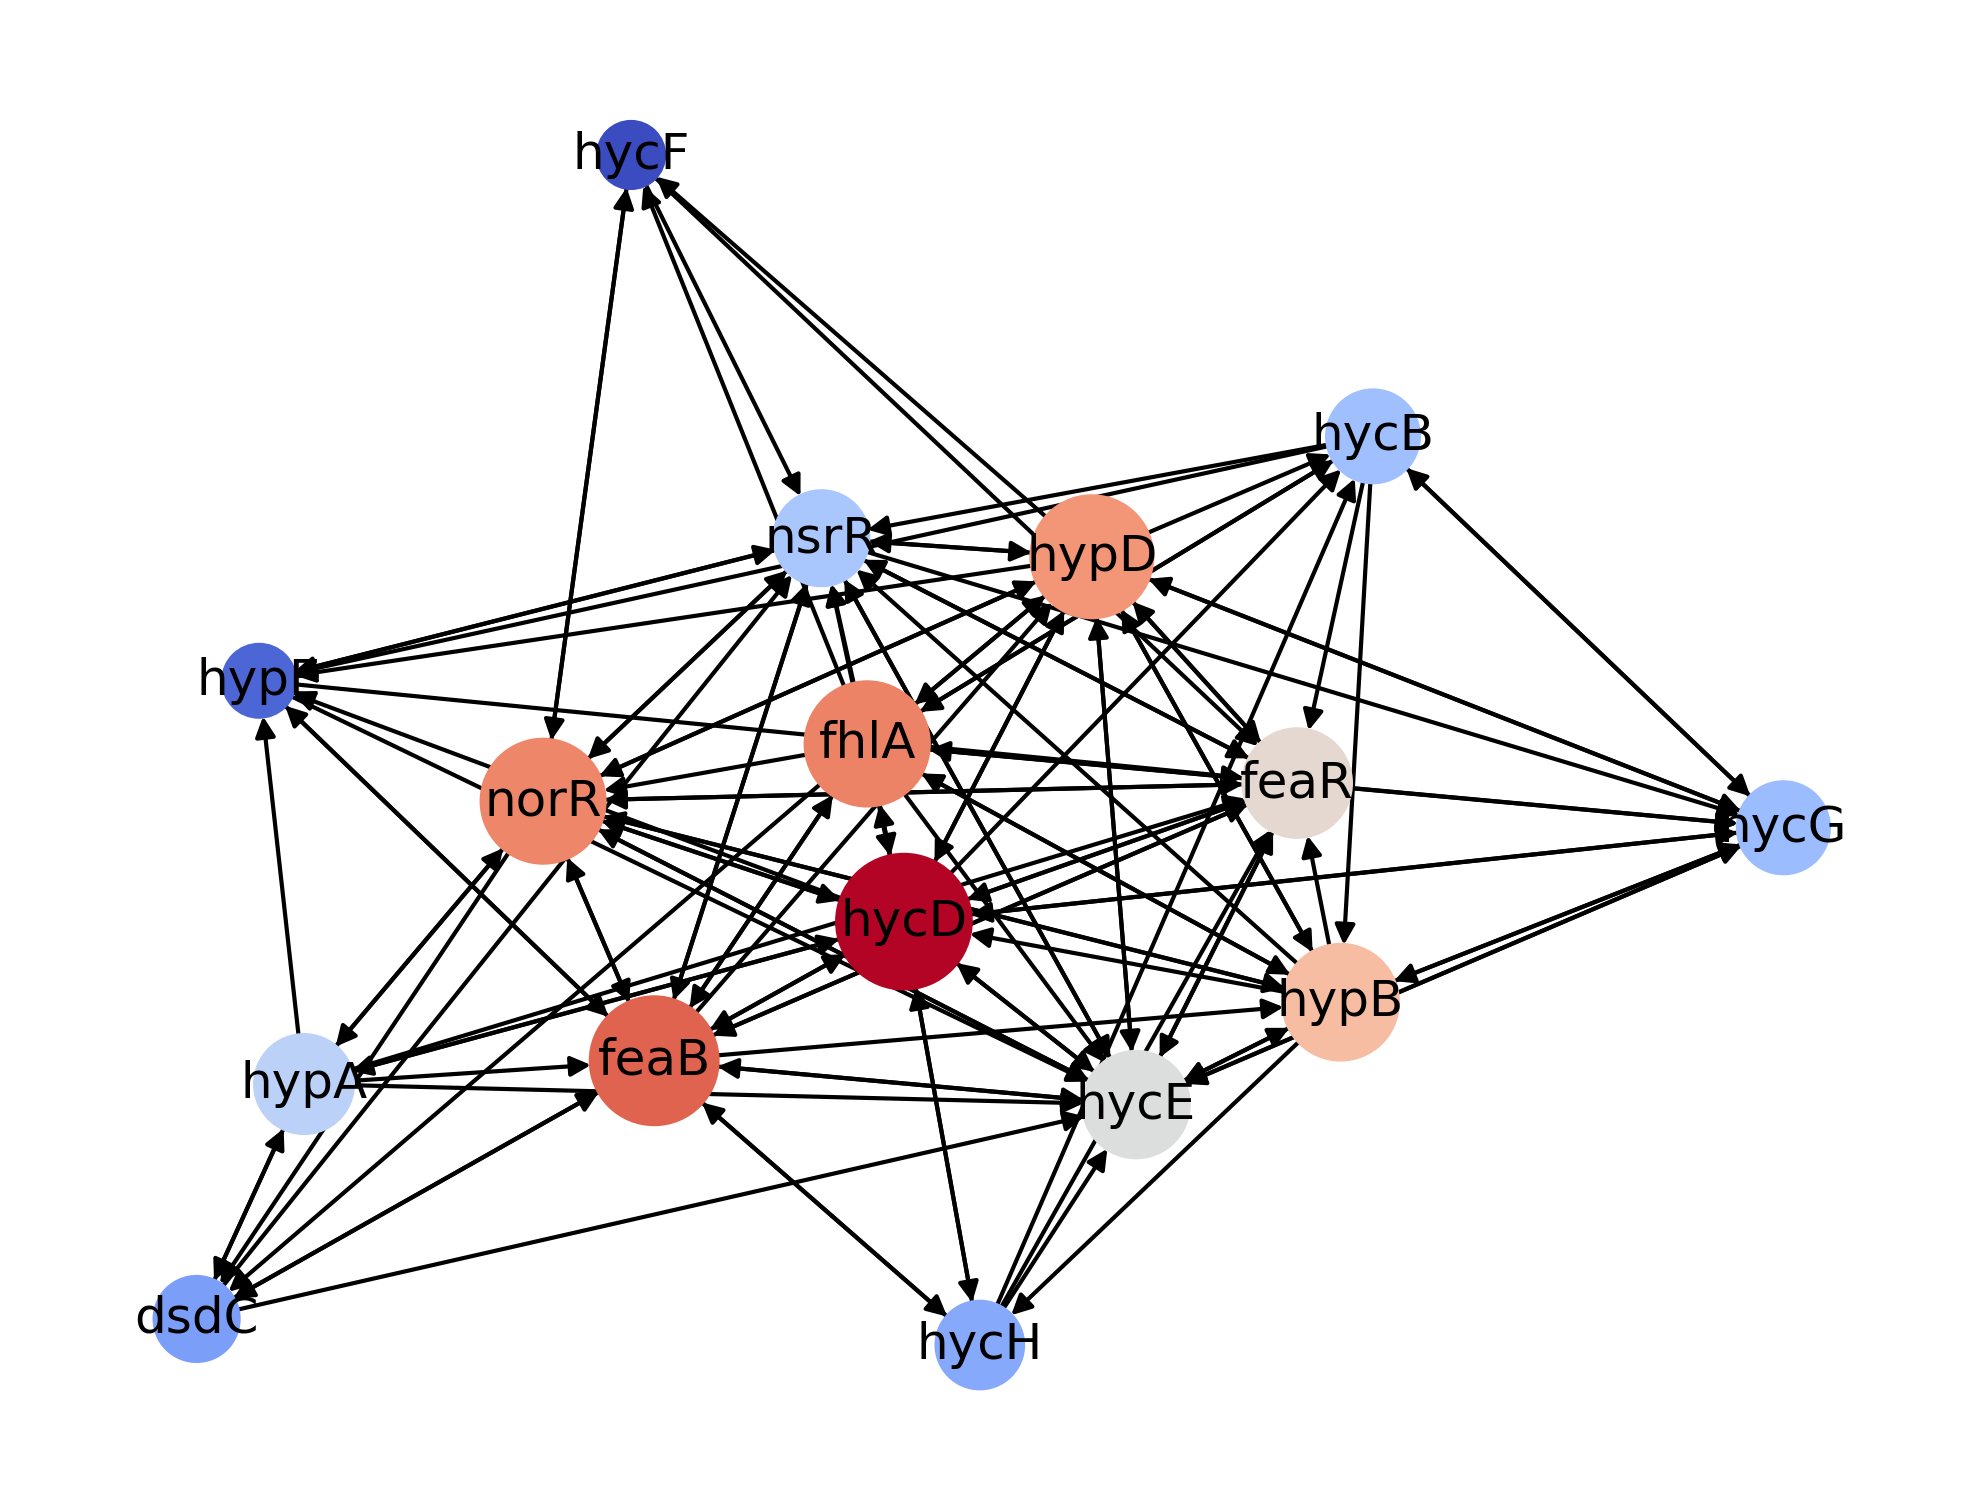 hycF
hycB
nsrR
hypD
hypE
fhlA
feaR
norR
hycG
hycD
hypB
feaB
hypA
hycE
dsdC
hycH